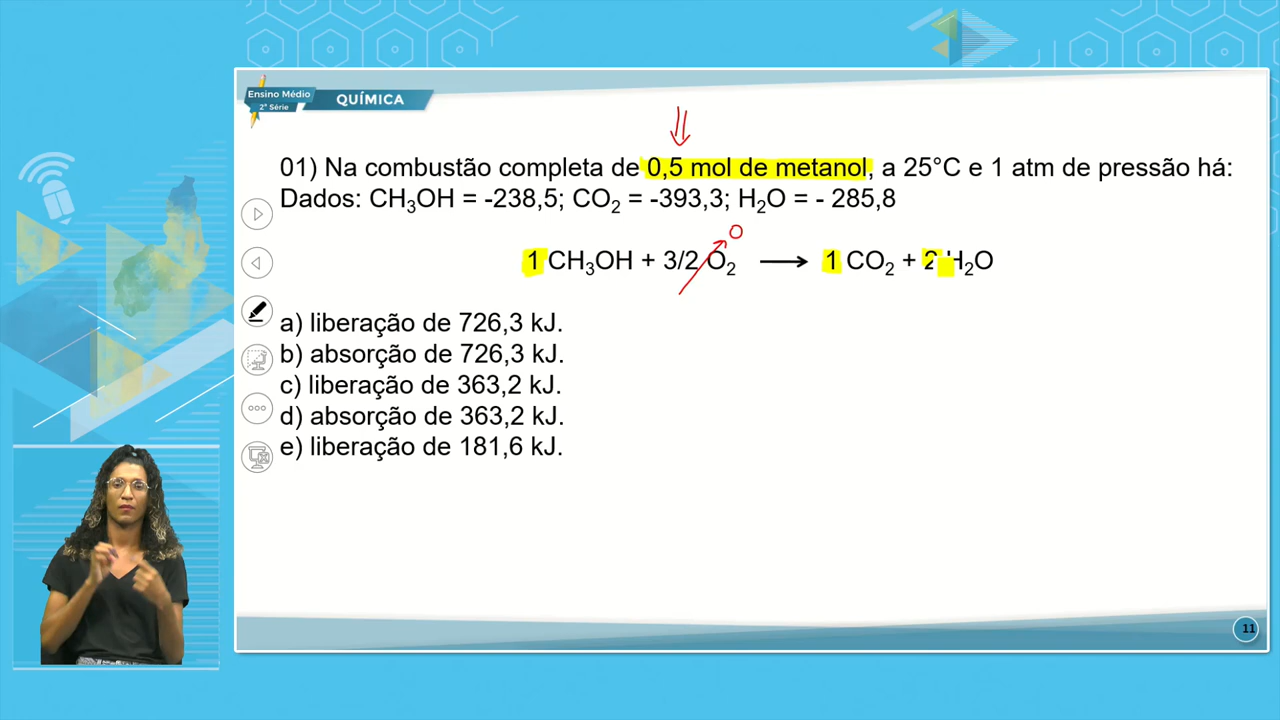 Ensino Médio
2ª Série
QUÍMICA
01) Na combustão completa de 0,5 mol de metanol, a 25°C e 1 atm de pressão há:
Dados: CH₃OH = -238,5; CO₂ = -393,3; H₂O = - 285,8
0
1 CH₃OH + 3/2 O₂ → 1 CO₂ + 2 H₂O
a) liberação de 726,3 kJ.
b) absorção de 726,3 kJ.
c) liberação de 363,2 kJ.
d) absorção de 363,2 kJ.
e) liberação de 181,6 kJ.
11